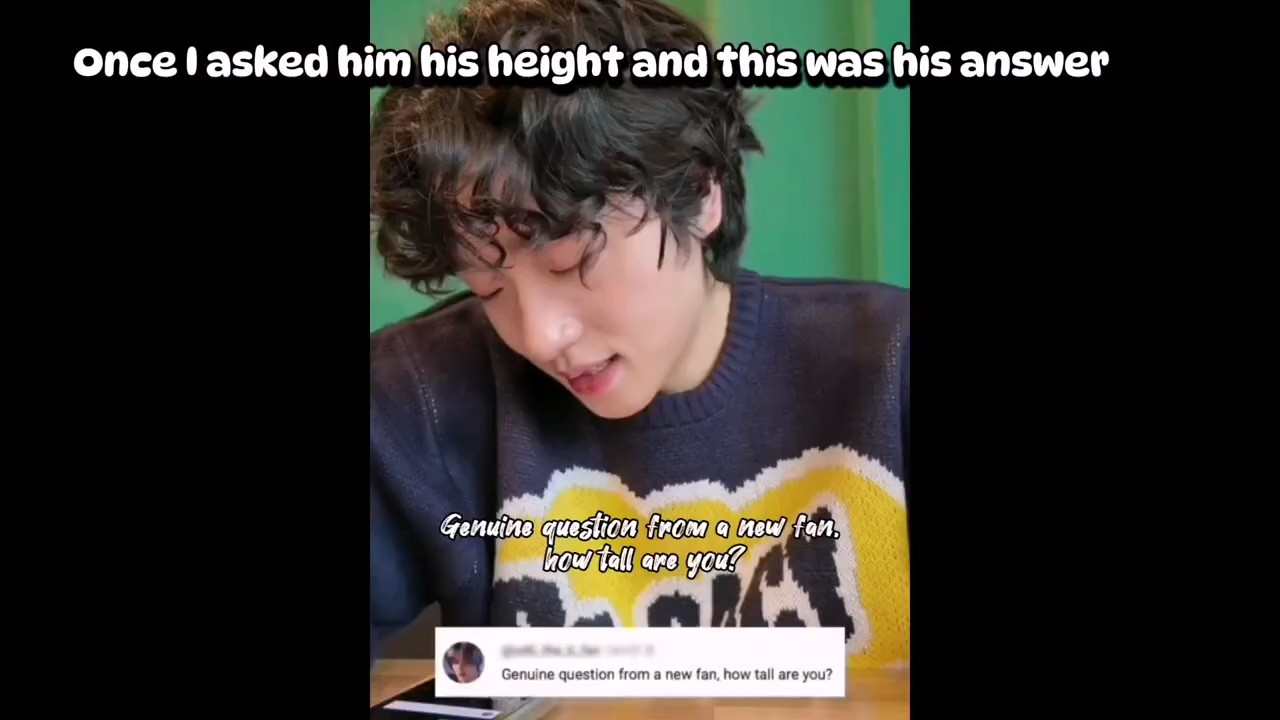 Once I asked him his height and this was his answer
Genuine question from a new fan,
how tall are you?
Genuine question from a new fan, how tall are you?